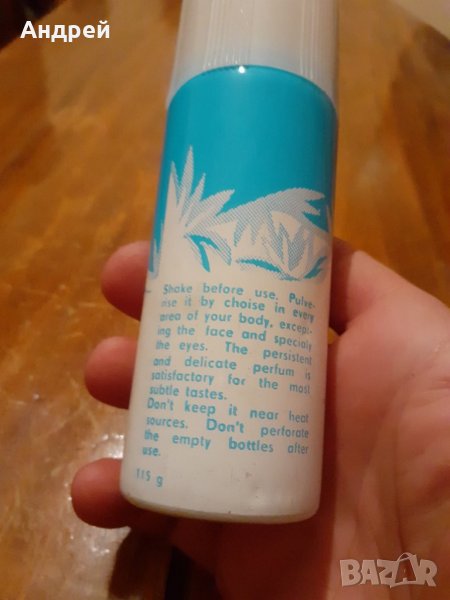 Андрей
Shake before use. Pulve-
rise it by choise in every
area of your body, excep-
ing the face and specialy
the eyes. The persistent
and delicate perfum is
satisfactory for the most
subtle tastes.
Don't keep it near heat
sources. Don't perforate
the empty bottles after
use.
115 g
BAZAR